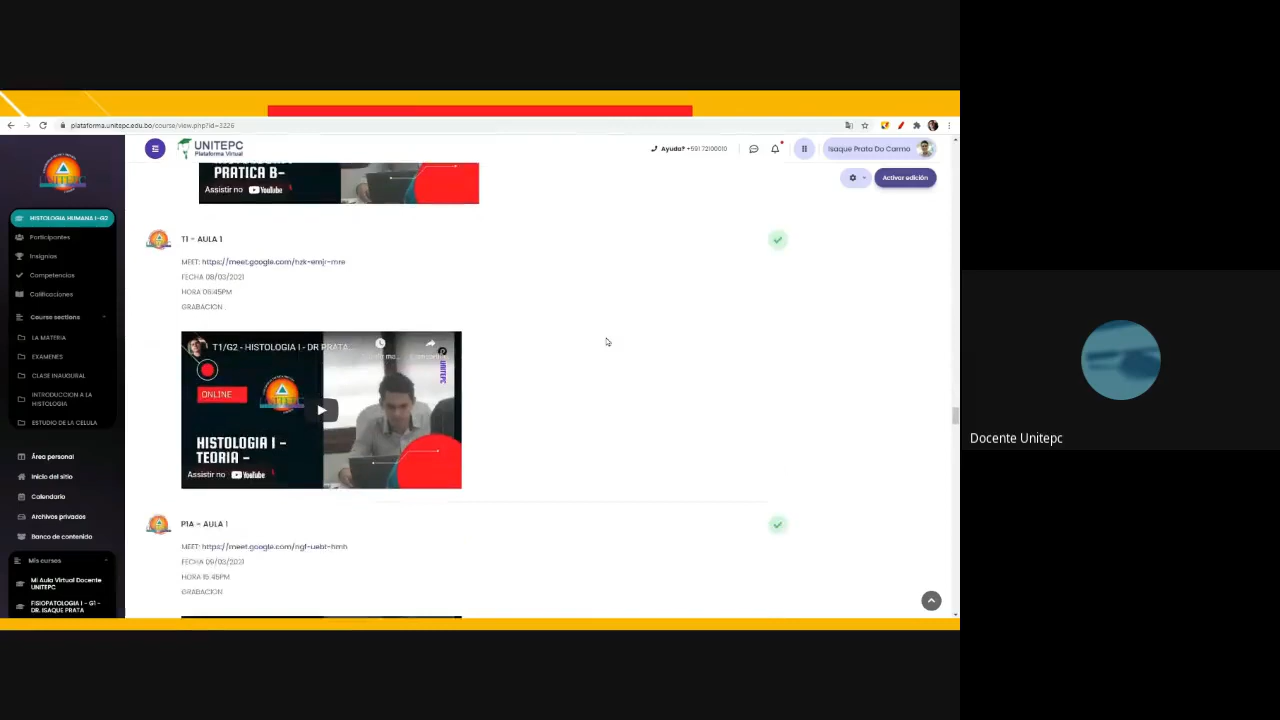 plataforma.unitepc.edu.bo/course/view.php?id=3226
UNITEPC
Plataforma Virtual
Ayuda? +591 72100010
Isaque Prata Do Carmo
Activar edición
UNITEPC
HISTOLOGIA HUMANA I-G2
Participantes
Insignias
Competencias
Calificaciones
Course sections
LA MATERIA
EXAMENES
CLASE INAUGURAL
INTRODUCCION A LA
HISTOLOGIA
ESTUDIO DE LA CELULA
Área personal
Inicio del sitio
Calendario
Archivos privados
Banco de contenido
Mis cursos
Mi Aula Virtual Docente
UNITEPC
FISIOPATOLOGIA I - G1 -
DR. ISAQUE PRATA
PRATICA B-
Assistir no YouTube
T1 - AULA 1
MEET: https://meet.google.com/hzk-emjr-mre
FECHA 08/03/2021
HORA 06:45PM
GRABACION:
T1/G2 - HISTOLOGIA I - DR PRATA...
ONLINE
UNITEPC
HISTOLOGIA I -
TEORIA -
Assistir no YouTube
P1A - AULA 1
MEET: https://meet.google.com/ngf-uebt-hmh
FECHA 09/03/2021
HORA 15:45PM
GRABACION
Docente Unitepc